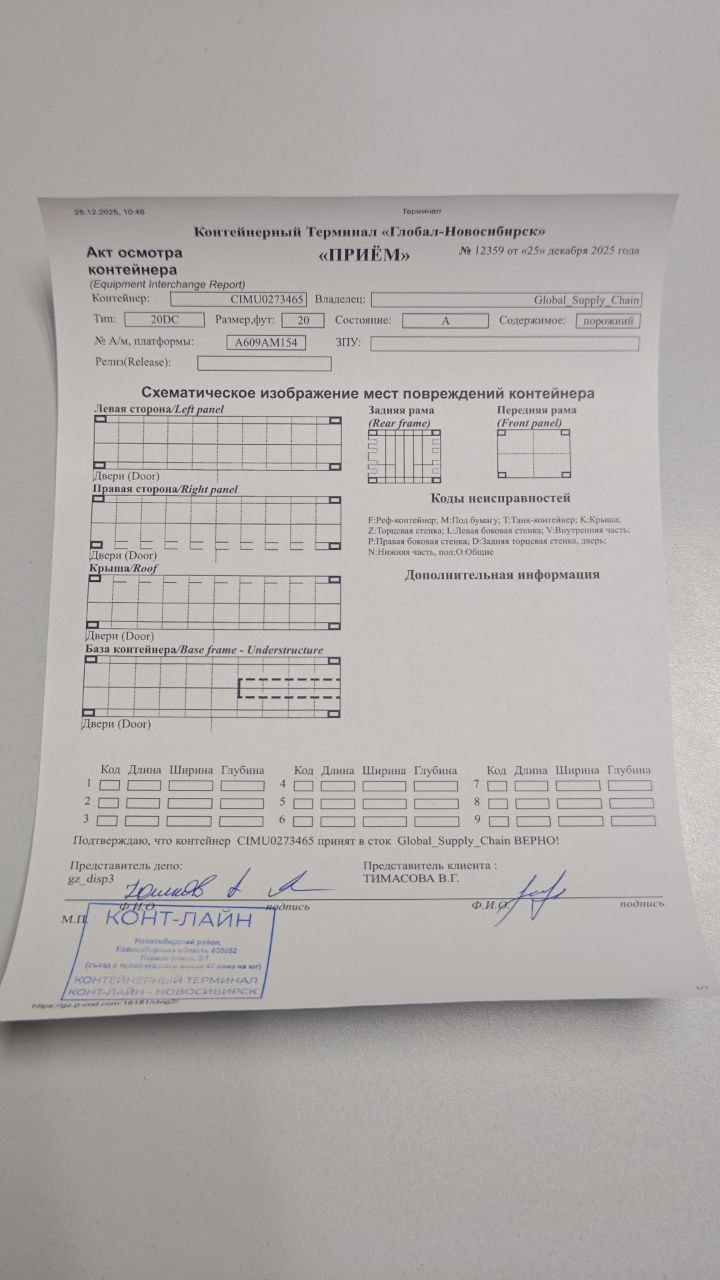 25.12.2025, 10:48 Терминал
Контейнерный Терминал «Глобал-Новосибирск»
Акт осмотра контейнера «ПРИЁМ» № 12359 от «25» декабря 2025 года
(Equipment Interchange Report)
Контейнер: CIMU0273465 Владелец: Global_Supply_Chain
Тип: 20DC Размер,фут: 20 Состояние: A Содержимое: порожний
№ А/м, платформы: А609АМ154 ЗПУ:
Релиз(Release):
Схематическое изображение мест повреждений контейнера
Левая сторона/Left panel
Двери (Door)
Правая сторона/Right panel
Двери (Door)
Крыша/Roof
Двери (Door)
База контейнера/Base frame - Understructure
Двери (Door)
Задняя рама Передняя рама
(Rear frame) (Front panel)
Коды неисправностей
F:Реф-контейнер; M:Под бумагу; T:Танк-контейнер; K:Крыша;
Z:Торцевая стенка; L:Левая боковая стенка; V:Внутренняя часть;
P:Правая боковая стенка; D:Задняя торцевая стенка, дверь;
N:Нижняя часть, пол;O:Общие
Дополнительная информация
Код Длина Ширина Глубина Код Длина Ширина Глубина Код Длина Ширина Глубина
1 4 7
2 5 8
3 6 9
Подтверждаю, что контейнер CIMU0273465 принят в сток Global_Supply_Chain ВЕРНО!
Представитель депо: Представитель клиента :
gz_disp3 ТИМАСОВА В.Г.
Ф.И.О. подпись Ф.И.О. подпись
М.П.
КОНТ-ЛАЙН
Новосибирский район,
Новосибирская область 630052
КОНТЕЙНЕРНЫЙ ТЕРМИНАЛ
КОНТ-ЛАЙН - НОВОСИБИРСК
1/1